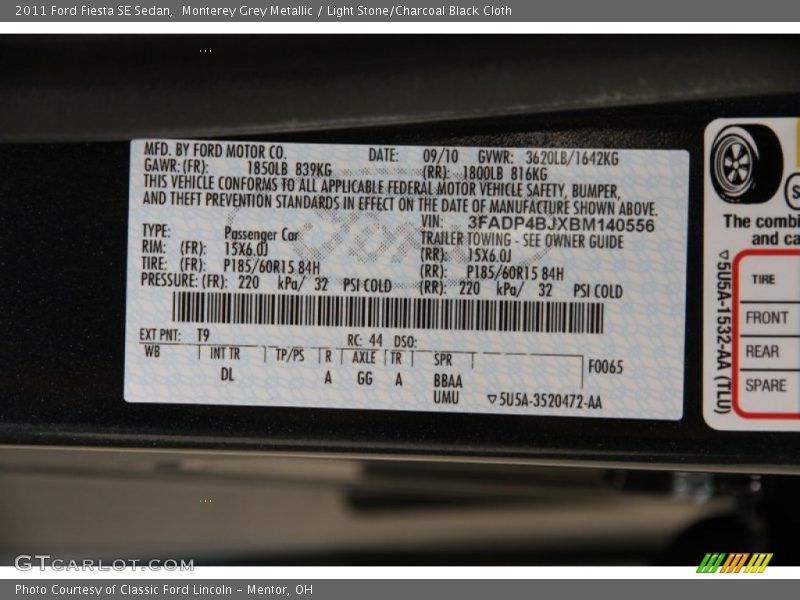 2011 Ford Fiesta SE Sedan,  Monterey Grey Metallic / Light Stone/Charcoal Black Cloth
MFD. BY FORD MOTOR CO. DATE: 09/10 GVWR: 3620LB/1642KG
GAWR: (FR): 1850LB 839KG (RR): 1800LB 816KG
THIS VEHICLE CONFORMS TO ALL APPLICABLE FEDERAL MOTOR VEHICLE SAFETY, BUMPER,
AND THEFT PREVENTION STANDARDS IN EFFECT ON THE DATE OF MANUFACTURE SHOWN ABOVE.
VIN: 3FADP4BJXBM140556
TYPE: Passenger Car TRAILER TOWING - SEE OWNER GUIDE
RIM: (FR): 15X6.0J (RR): 15X6.0J
TIRE: (FR): P185/60R15 84H (RR): P185/60R15 84H
PRESSURE: (FR): 220 kPa/ 32 PSI COLD (RR): 220 kPa/ 32 PSI COLD
EXT PNT: T9 RC: 44 DSO:
WB INT TR TP/PS R AXLE TR SPR F0065
DL A GG A BBAA
UMU ▽5U5A-3520472-AA
The combi
and ca
▽5U5A-1532-AA (TLU)
TIRE
FRONT
REAR
SPARE
GTCARLOT.COM
Photo Courtesy of Classic Ford Lincoln - Mentor, OH